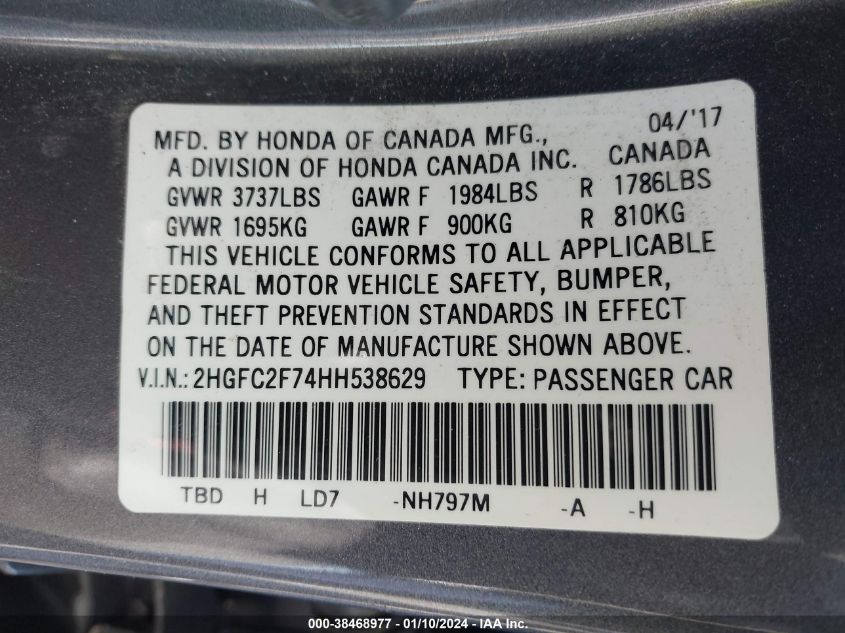 MFD. BY HONDA OF CANADA MFG., 04/'17
A DIVISION OF HONDA CANADA INC. CANADA
GVWR 3737LBS GAWR F 1984LBS R 1786LBS
GVWR 1695KG GAWR F 900KG R 810KG
THIS VEHICLE CONFORMS TO ALL APPLICABLE
FEDERAL MOTOR VEHICLE SAFETY, BUMPER,
AND THEFT PREVENTION STANDARDS IN EFFECT
ON THE DATE OF MANUFACTURE SHOWN ABOVE.
V.I.N.: 2HGFC2F74HH538629 TYPE: PASSENGER CAR
TBD H LD7 -NH797M -A -H
000-38468977 — 01/10/2024 - IAA Inc.